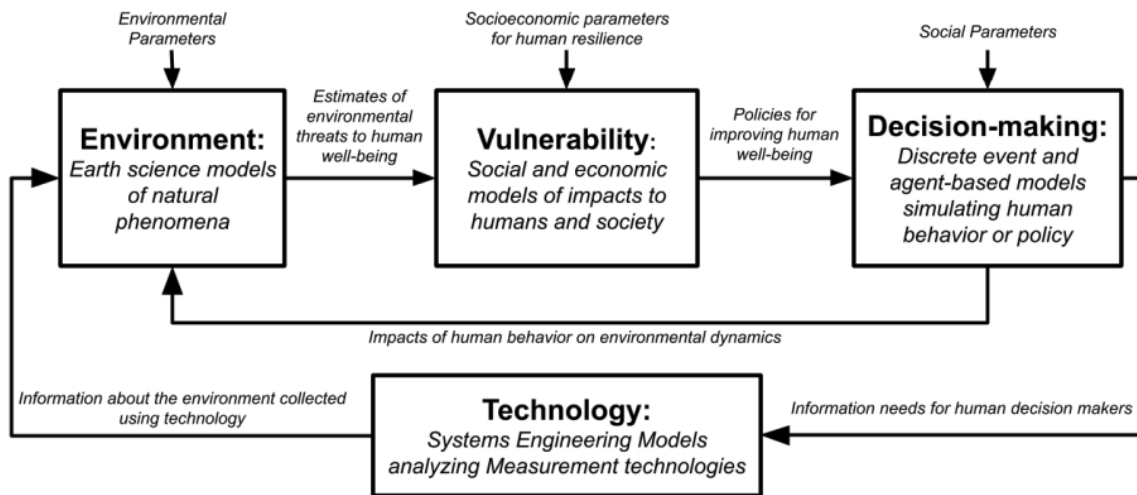 Environmental
Parameters
Socioeconomic parameters
for human resilience
Social Parameters
Environment:
Earth science models
of natural
phenomena
Estimates of
environmental
threats to human
well-being
Vulnerability:
Social and economic
models of impacts to
humans and society
Policies for
improving human
well-being
Decision-making:
Discrete event and
agent-based models
simulating human
behavior or policy
Impacts of human behavior on environmental dynamics
Information about the environment collected
using technology
Technology:
Systems Engineering Models
analyzing Measurement technologies
Information needs for human decision makers